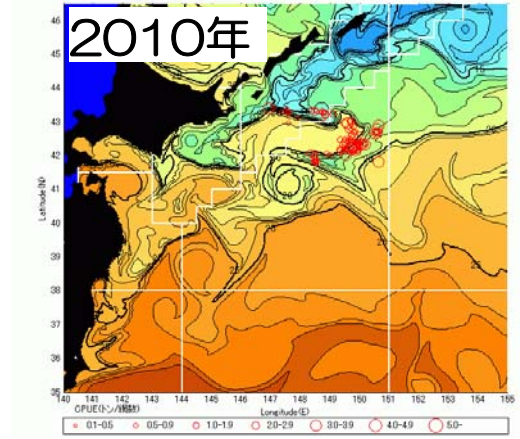 2010年
46
45
44
43
42
41
40
39
38
37
36
35
Latitude(N)
140 141 142 143 144 145 146 147 148 149 150 151 152 153 154 155
Longitude(E)
CPUE(トン/網数)
0.1-0.5 0.5-0.9 1.0-1.9 2.0-2.9 3.0-3.9 4.0-4.9 5.0-